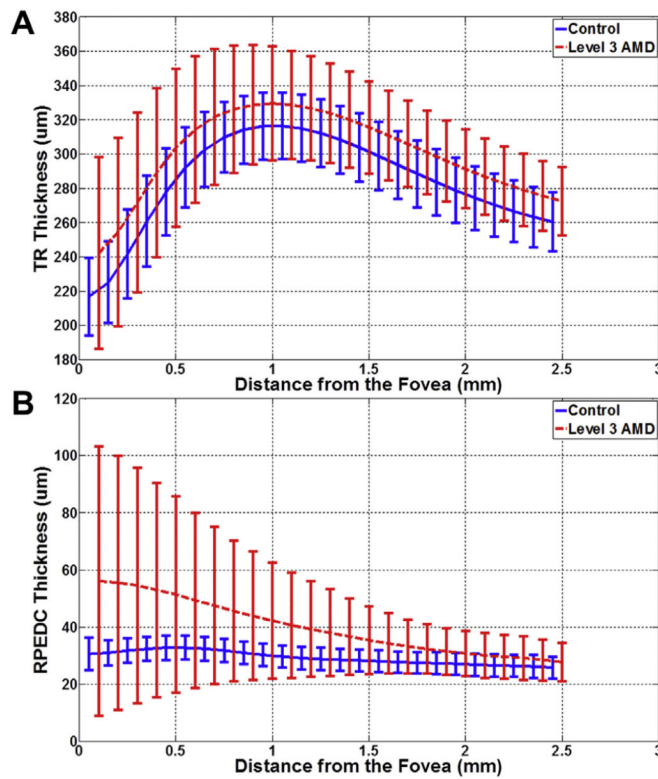 A
380
360
340
320
300
280
260
240
220
200
180
TR Thickness (um)
Control
Level 3 AMD
0 0.5 1 1.5 2 2.5 3
Distance from the Fovea (mm)
B
120
100
80
60
40
20
0
RPEDC Thickness (um)
Control
Level 3 AMD
0 0.5 1 1.5 2 2.5 3
Distance from the Fovea (mm)